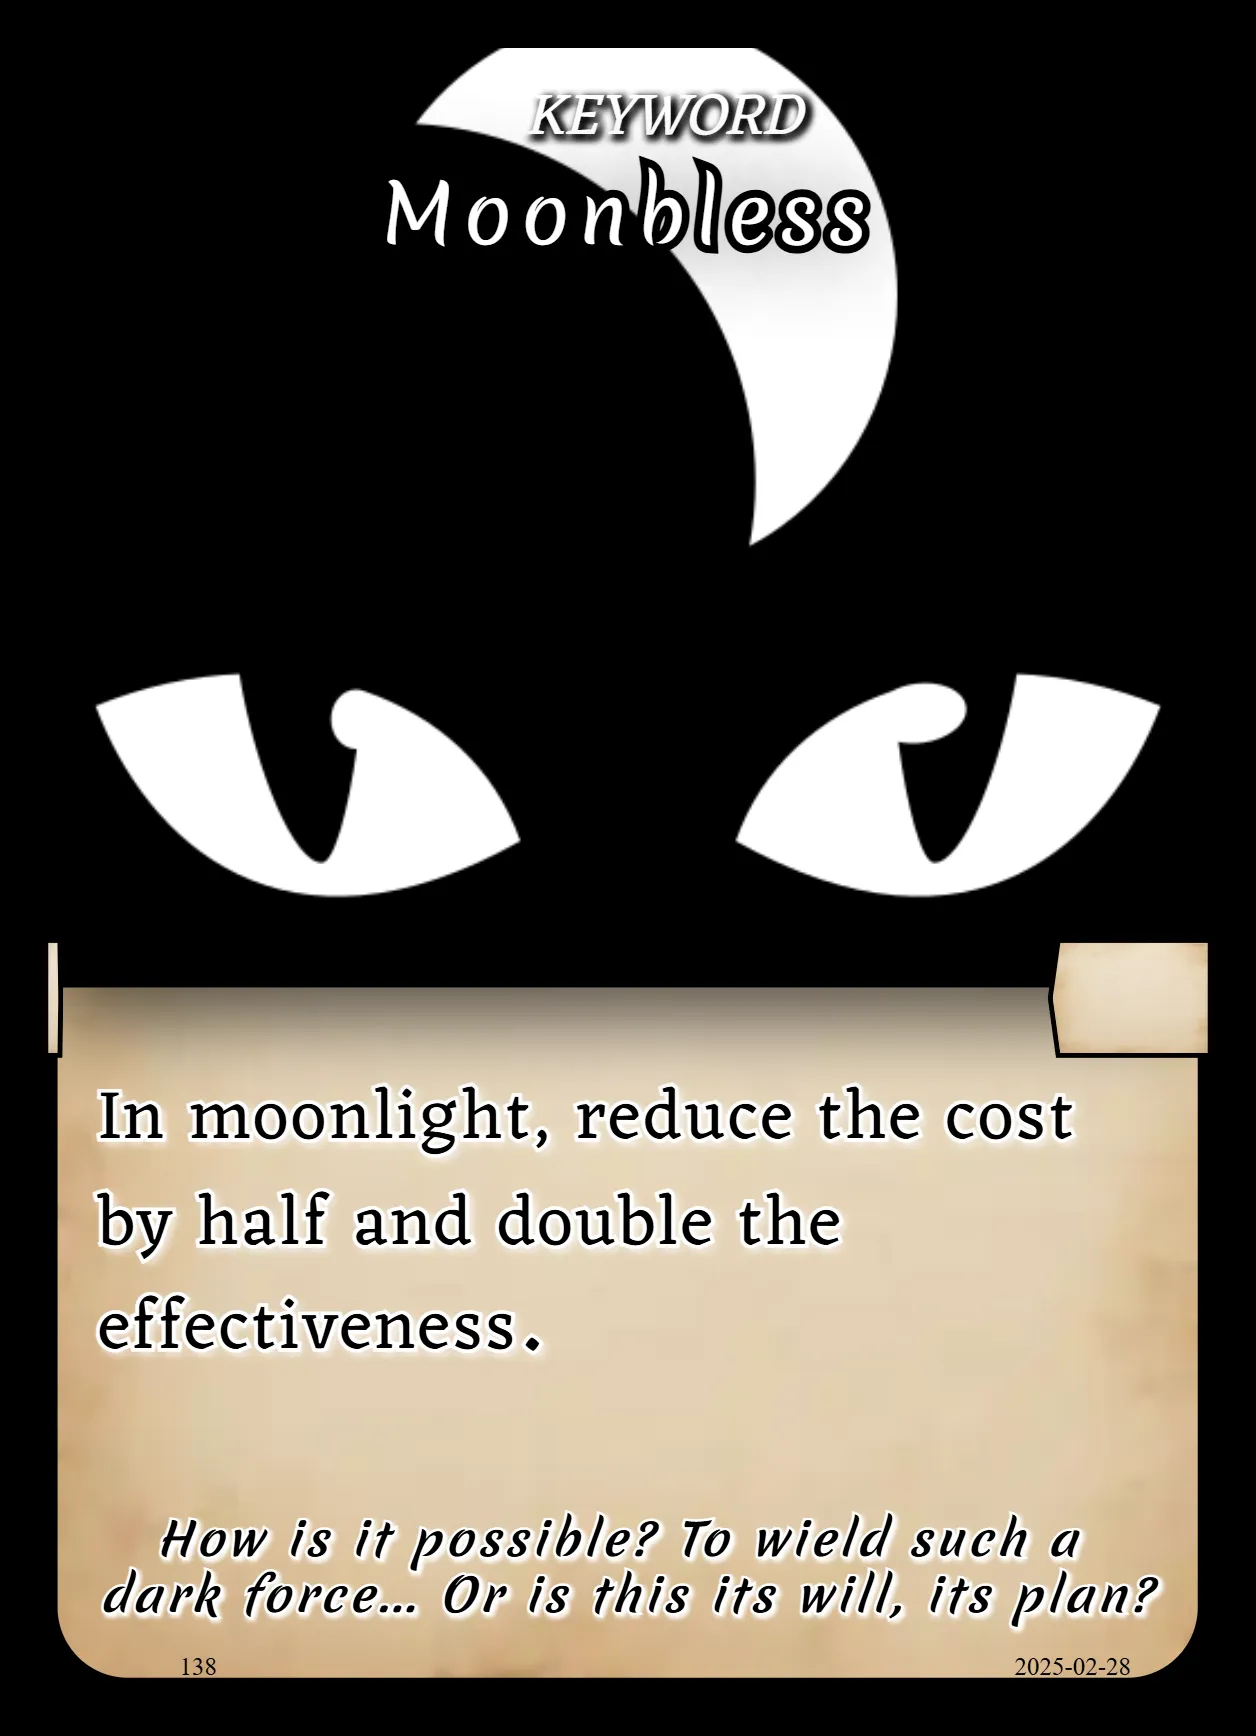 KEYWORD
Moonbless
In moonlight, reduce the cost
by half and double the
effectiveness.
How is it possible? To wield such a
dark force... Or is this its will, its plan?
138
2025-02-28